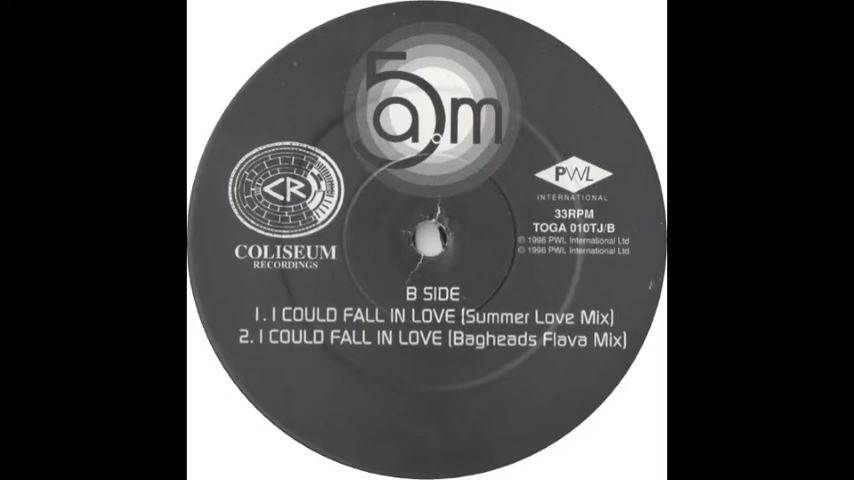 5 a.m
CR
COLISEUM
RECORDINGS
PWL
INTERNATIONAL
33RPM
TOGA 010TJ/B
© 1996 PWL International Ltd
© 1996 PWL International Ltd
B SIDE
1. I COULD FALL IN LOVE (Summer Love Mix)
2. I COULD FALL IN LOVE (Bagheads Flava Mix)